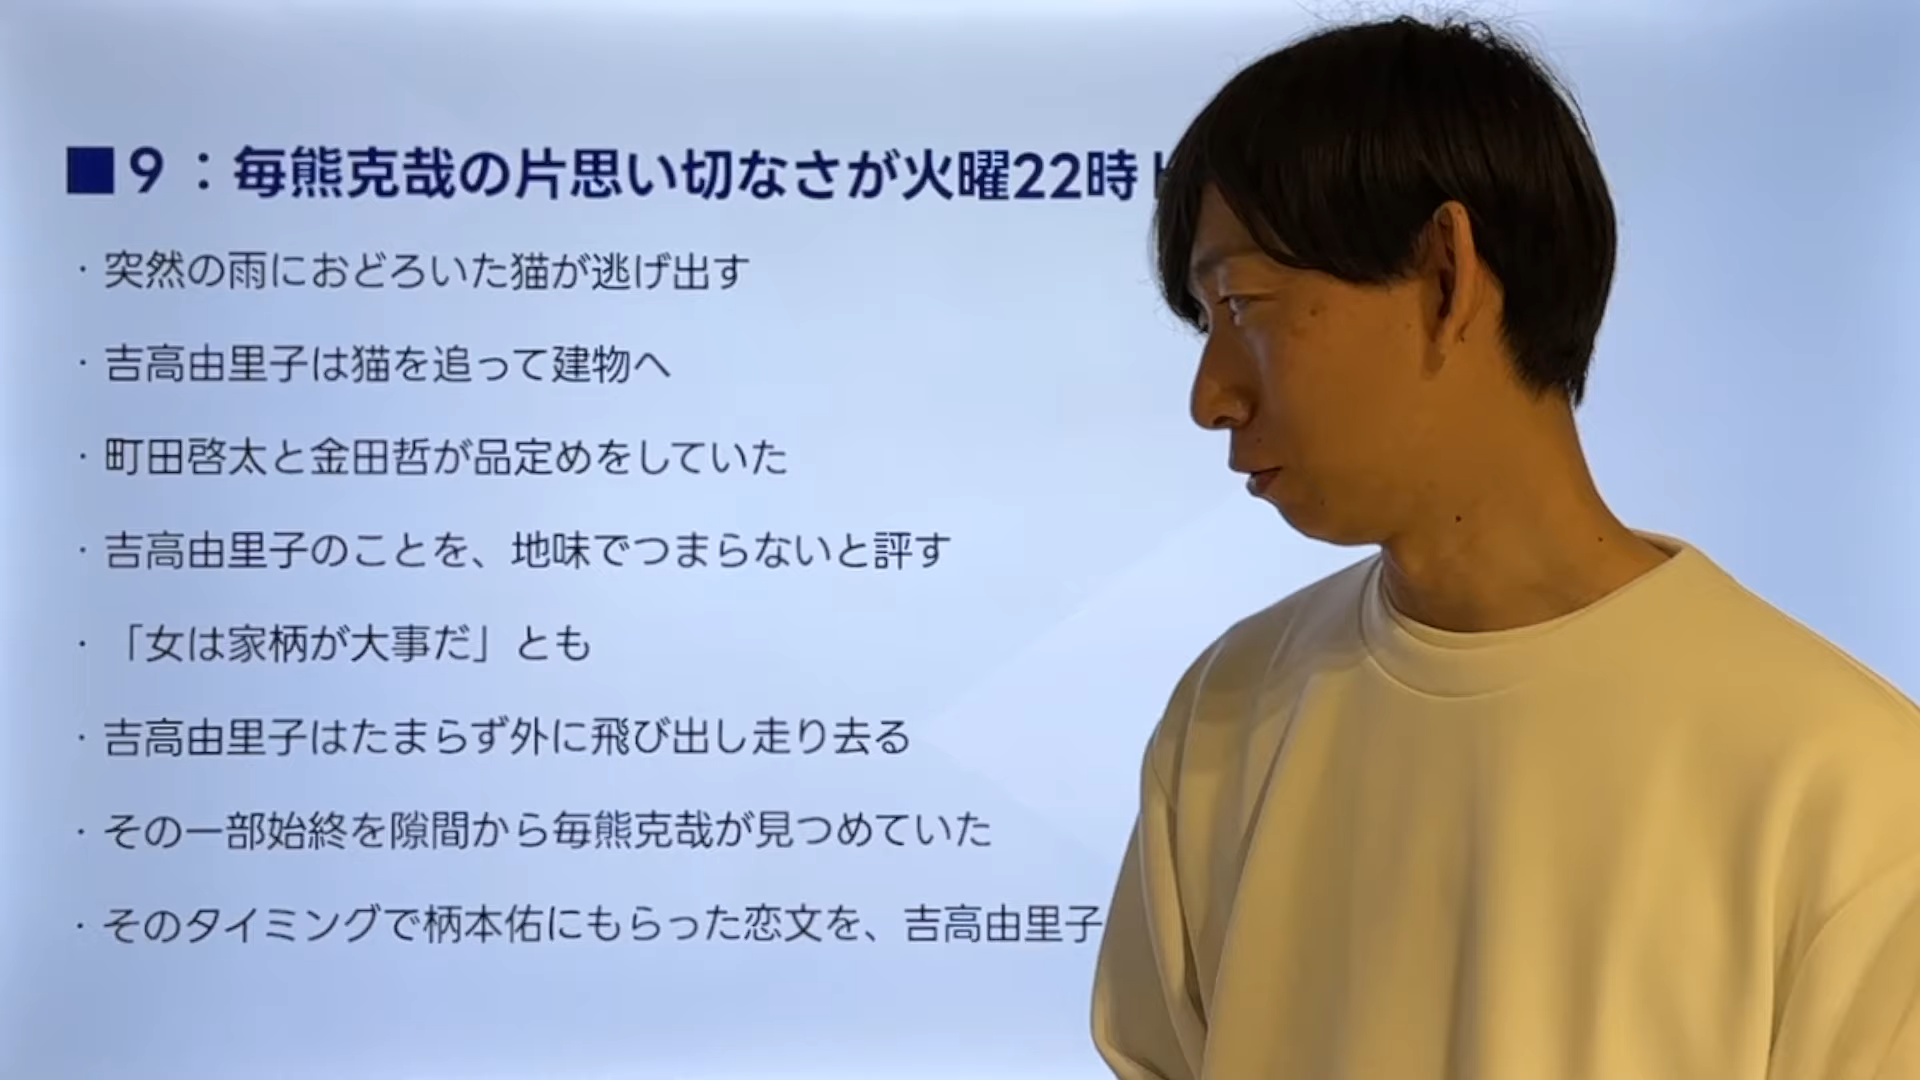 ■9：毎熊克哉の片思い切なさが火曜22時
・突然の雨におどろいた猫が逃げ出す
・吉高由里子は猫を追って建物へ
・町田啓太と金田哲が品定めをしていた
・吉高由里子のことを、地味でつまらないと評す
・「女は家柄が大事だ」とも
・吉高由里子はたまらず外に飛び出し走り去る
・その一部始終を隙間から毎熊克哉が見つめていた
・そのタイミングで柄本佑にもらった恋文を、吉高由里子